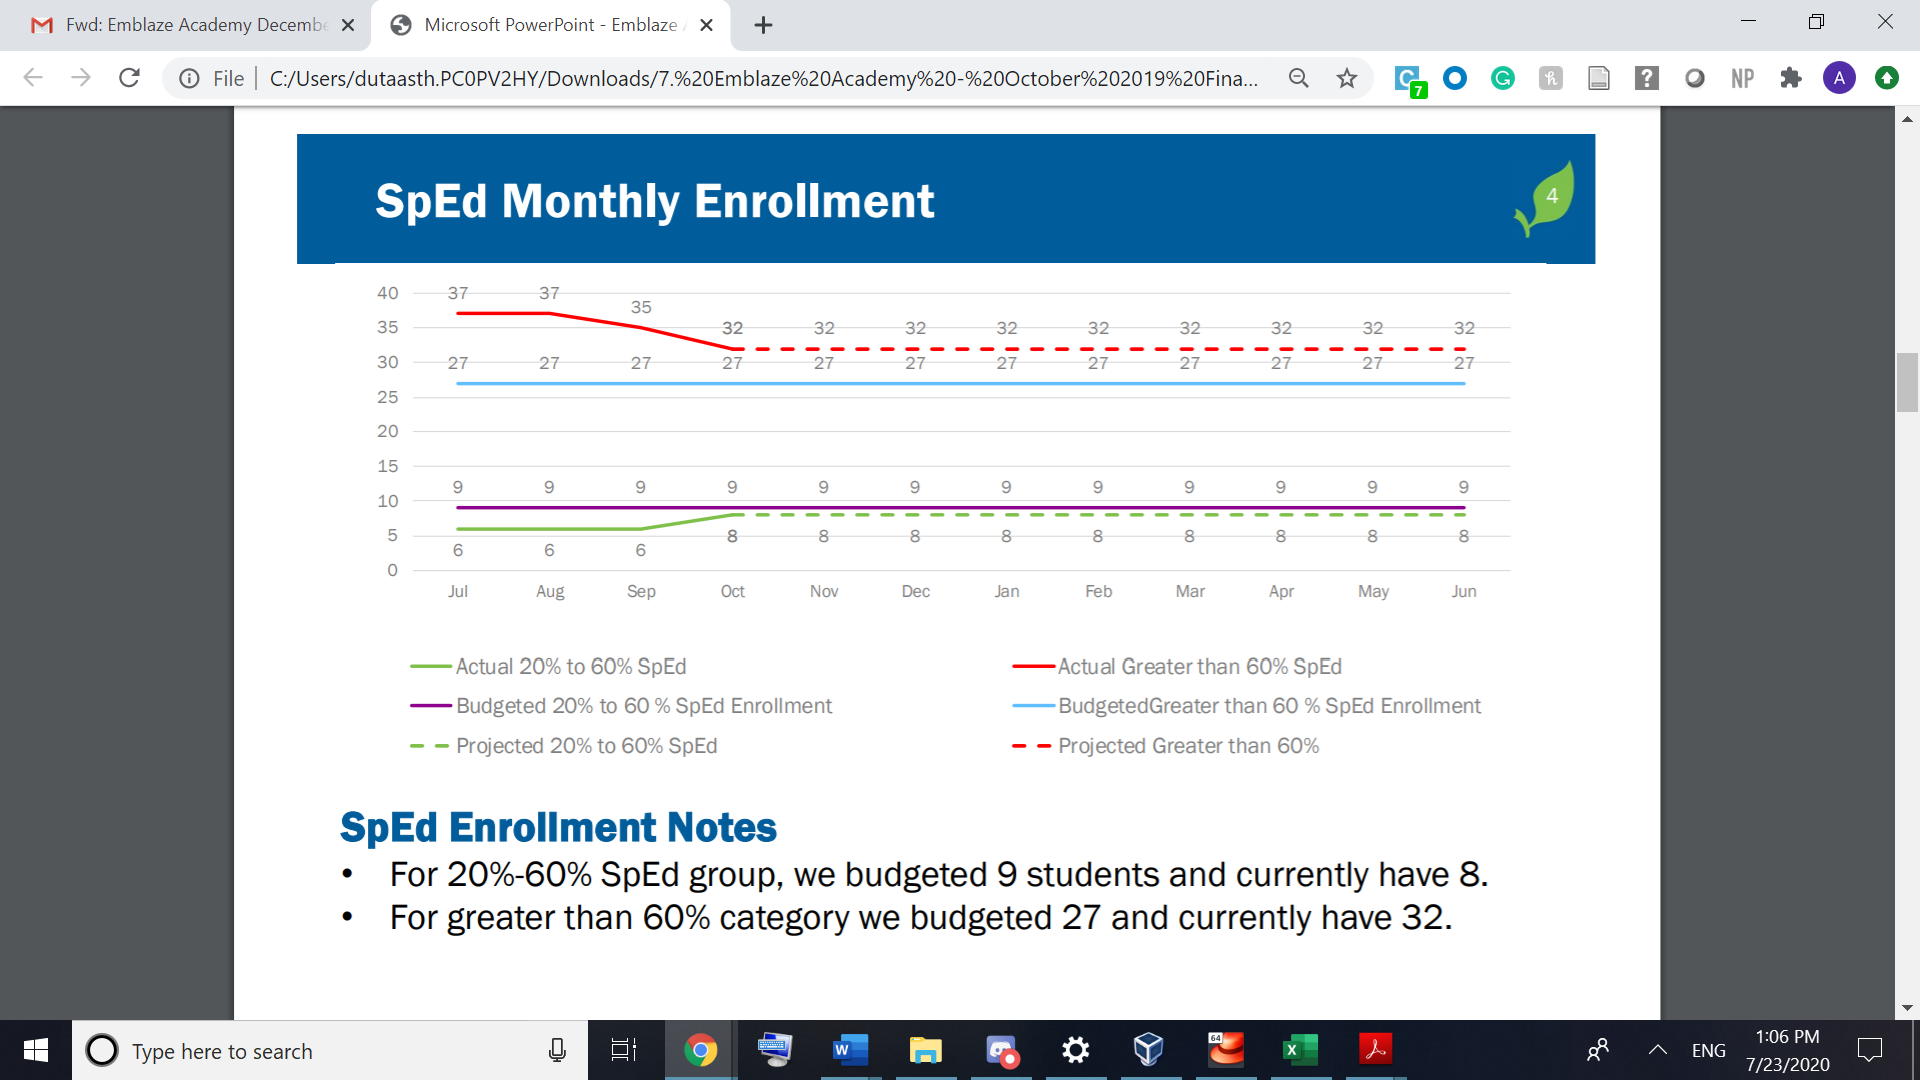 Fwd: Emblaze Academy Decembe
Microsoft PowerPoint - Emblaze A
File
C:/Users/dutaasth.PC0PV2HY/Downloads/7.%20Emblaze%20Academy%20-%20October%202019%20Fina...
C 7 G h ? NP A
SpEd Monthly Enrollment
4
40
37 37
35
35
32 32 32 32 32 32 32 32 32
30
27 27 27 27 27 27 27 27 27 27 27 27
25
20
15
9 9 9 9 9 9 9 9 9 9 9 9
10
5
8 8 8 8 8 8 8 8 8
6 6 6
0
Jul Aug Sep Oct Nov Dec Jan Feb Mar Apr May Jun
Actual 20% to 60% SpEd
Actual Greater than 60% SpEd
Budgeted 20% to 60 % SpEd Enrollment
BudgetedGreater than 60 % SpEd Enrollment
Projected 20% to 60% SpEd
Projected Greater than 60%
SpEd Enrollment Notes
• For 20%-60% SpEd group, we budgeted 9 students and currently have 8.
• For greater than 60% category we budgeted 27 and currently have 32.
Type here to search
W
64
X
ENG
1:06 PM
7/23/2020